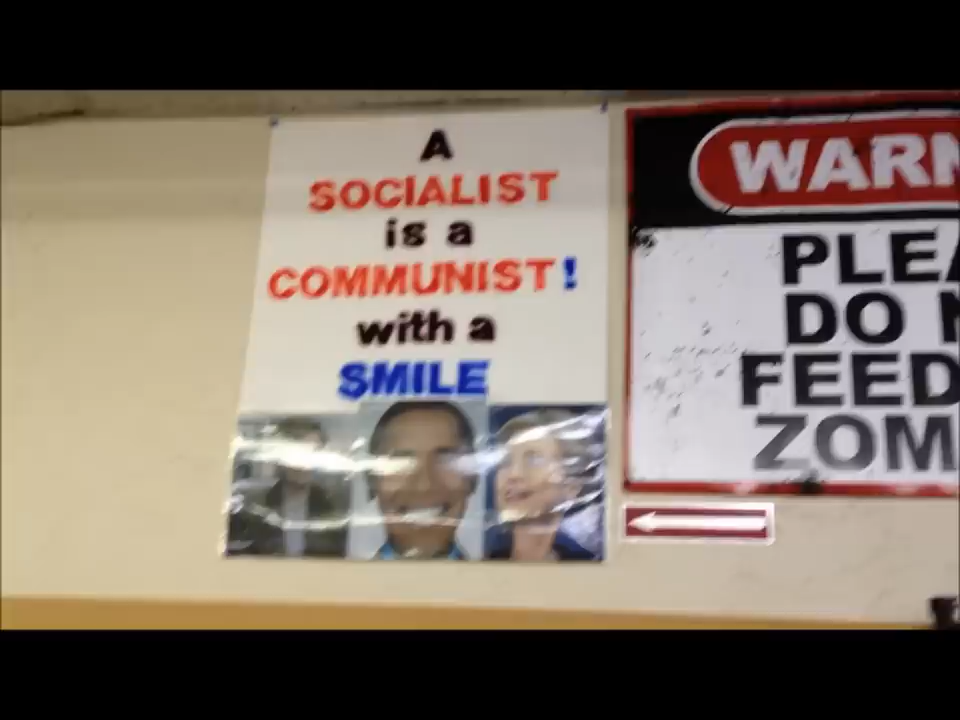 A
SOCIALIST
is a
COMMUNIST!
with a
SMILE
WARN
PLEA
DO N
FEED
ZOM